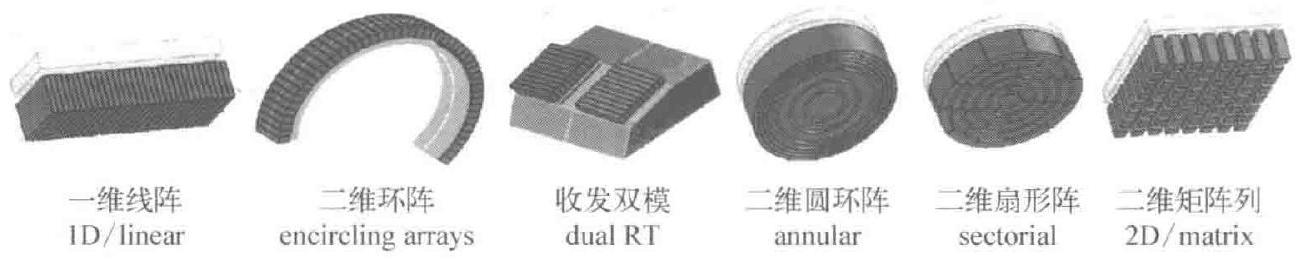 一维线阵
1D/linear
二维环阵
encircling arrays
收发双模
dual RT
二维圆环阵
annular
二维扇形阵
sectorial
二维矩阵列
2D/matrix